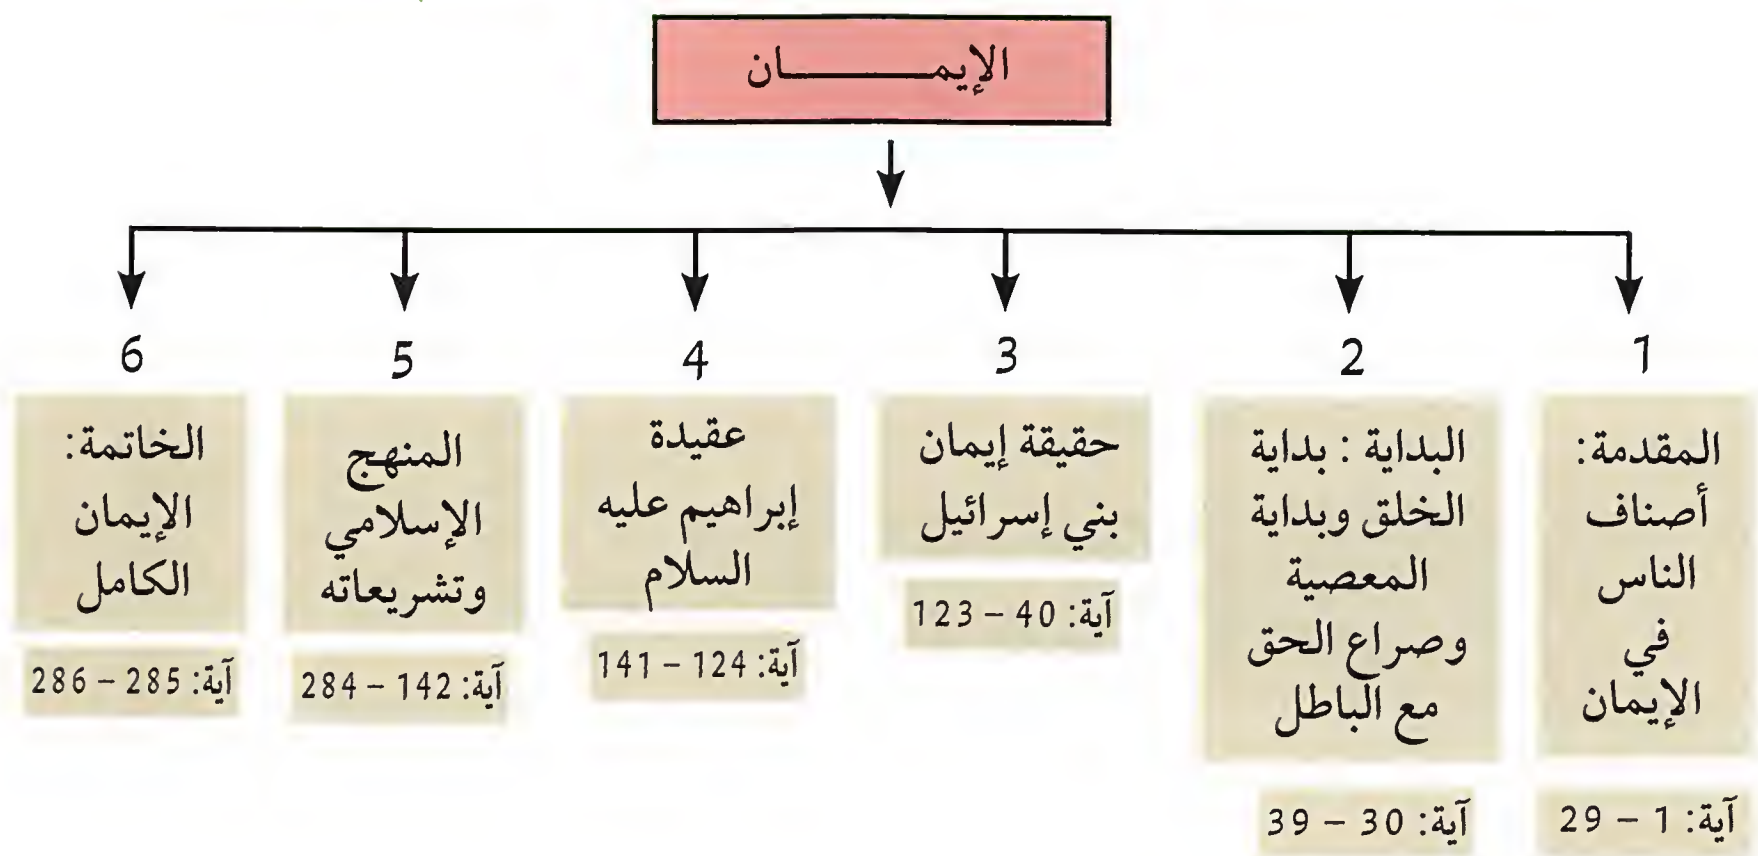 الإيمـــــــــان
1
المقدمة:
أصناف
الناس
في
الإيمان
آية: 1 – 29
2
البداية : بداية
الخلق وبداية
المعصية
وصراع الحق
مع الباطل
آية: 30 – 39
3
حقيقة إيمان
بني إسرائيل
آية: 40 – 123
4
عقيدة
إبراهيم عليه
السلام
آية: 124 – 141
5
المنهج
الإسلامي
وتشريعاته
آية: 142 – 284
6
الخاتمة:
الإيمان
الكامل
آية: 285 – 286